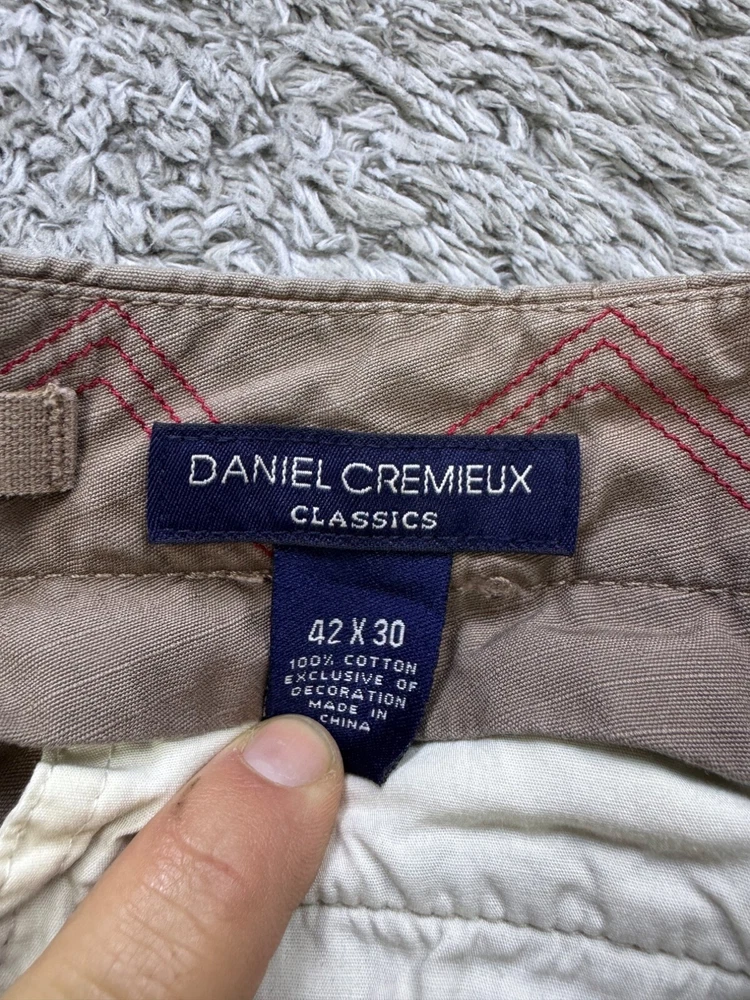 DANIEL CREMIEUX
CLASSICS
42 X 30
100% COTTON
EXCLUSIVE OF
DECORATION
MADE IN
CHINA